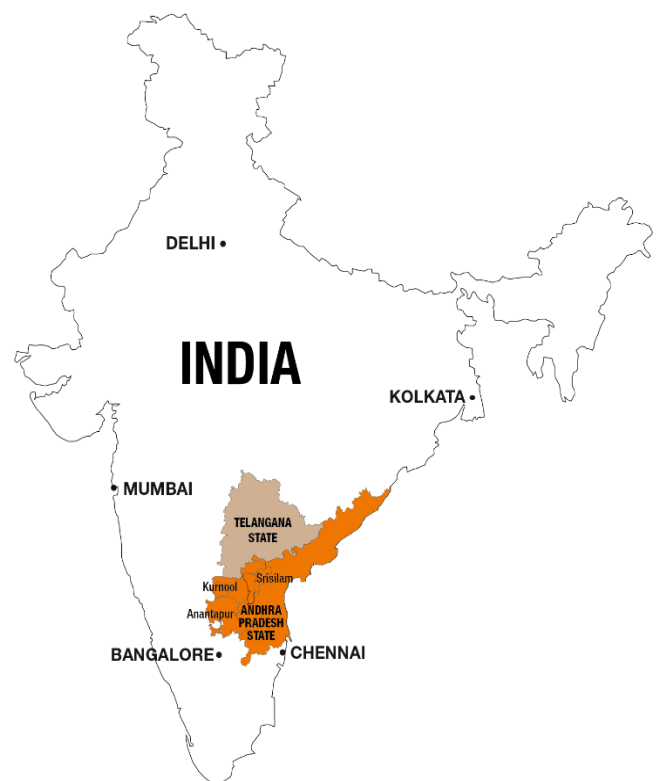 DELHI
INDIA
KOLKATA
MUMBAI
TELANGANA
STATE
Srisilam
Kurnool
Anantapur
ANDHRA
PRADESH
STATE
BANGALORE
CHENNAI